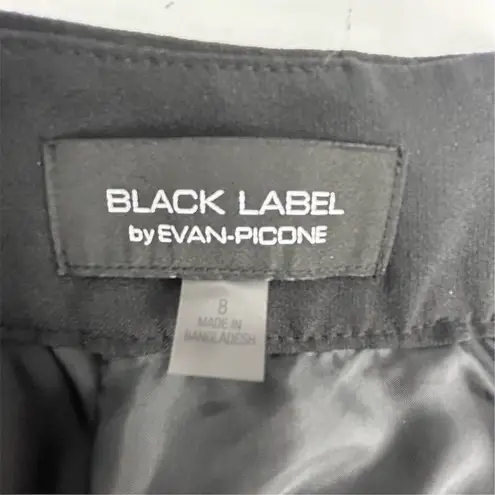 BLACK LABEL
by EVAN-PICONE
8
MADE IN
BANGLADESH